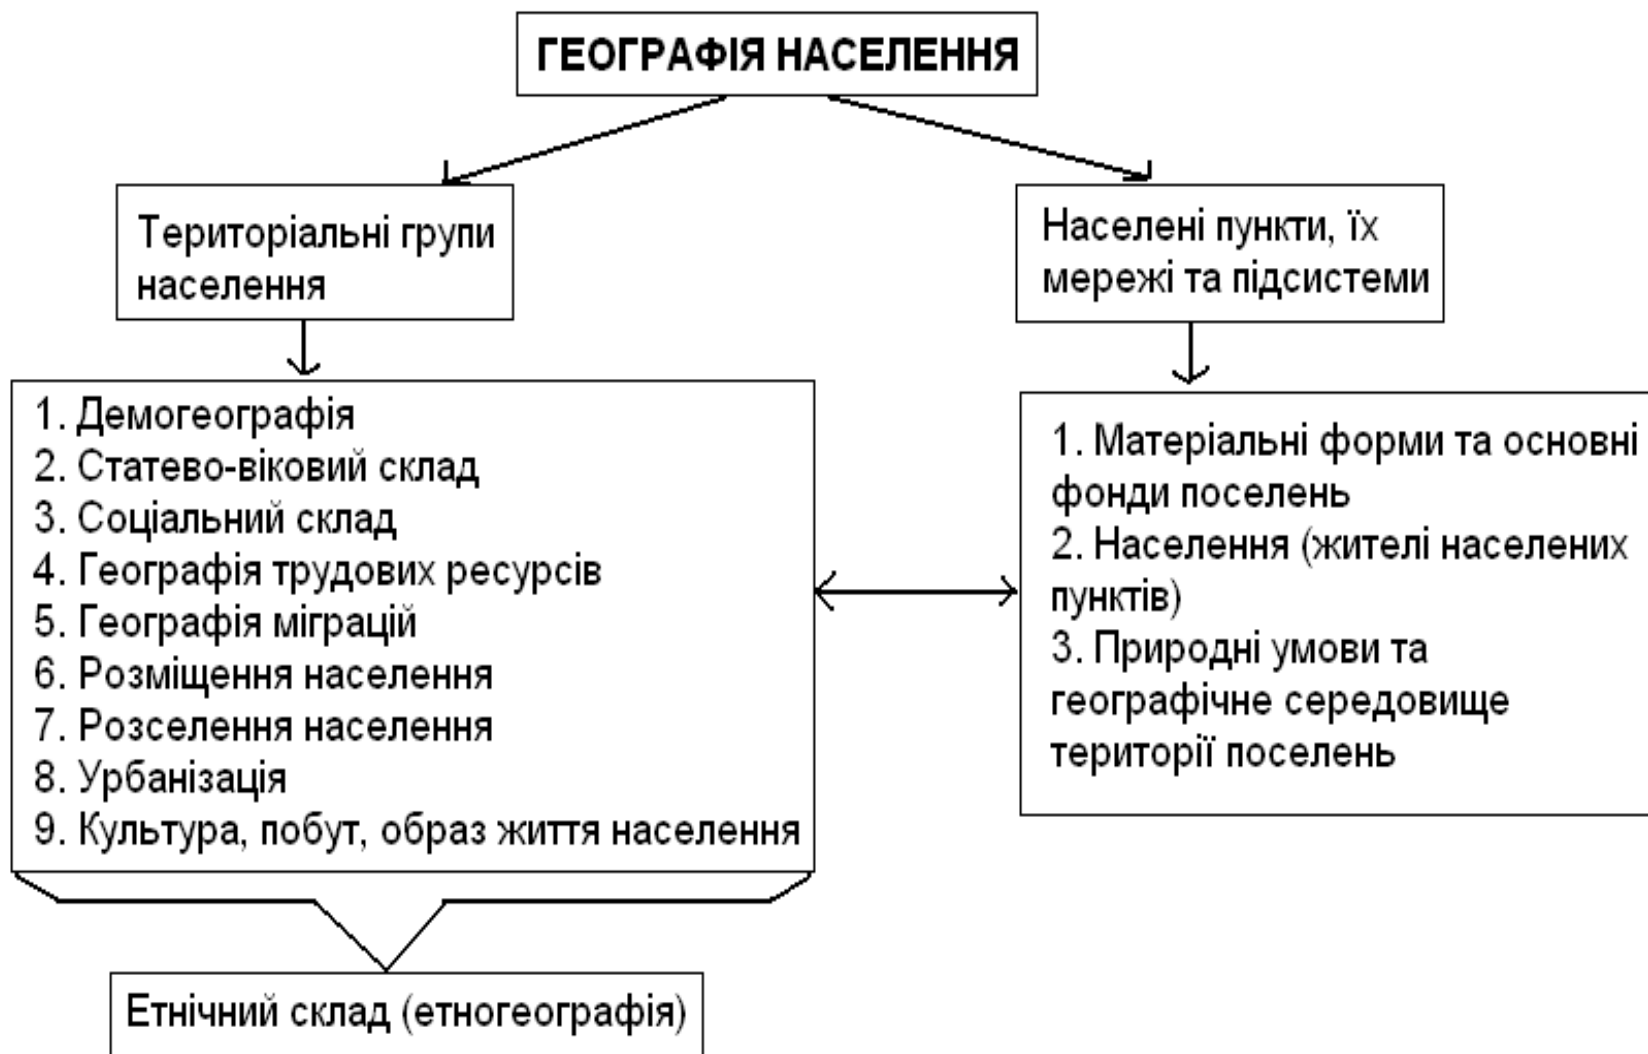 ГЕОГРАФІЯ НАСЕЛЕННЯ
Територіальні групи
населення
Населені пункти, їх
мережі та підсистеми
1. Демогеографія
2. Статево-віковий склад
3. Соціальний склад
4. Географія трудових ресурсів
5. Географія міграцій
6. Розміщення населення
7. Розселення населення
8. Урбанізація
9. Культура, побут, образ життя населення
1. Матеріальні форми та основні
фонди поселень
2. Населення (жителі населених
пунктів)
3. Природні умови та
географічне середовище
території поселень
Етнічний склад (етногеографія)